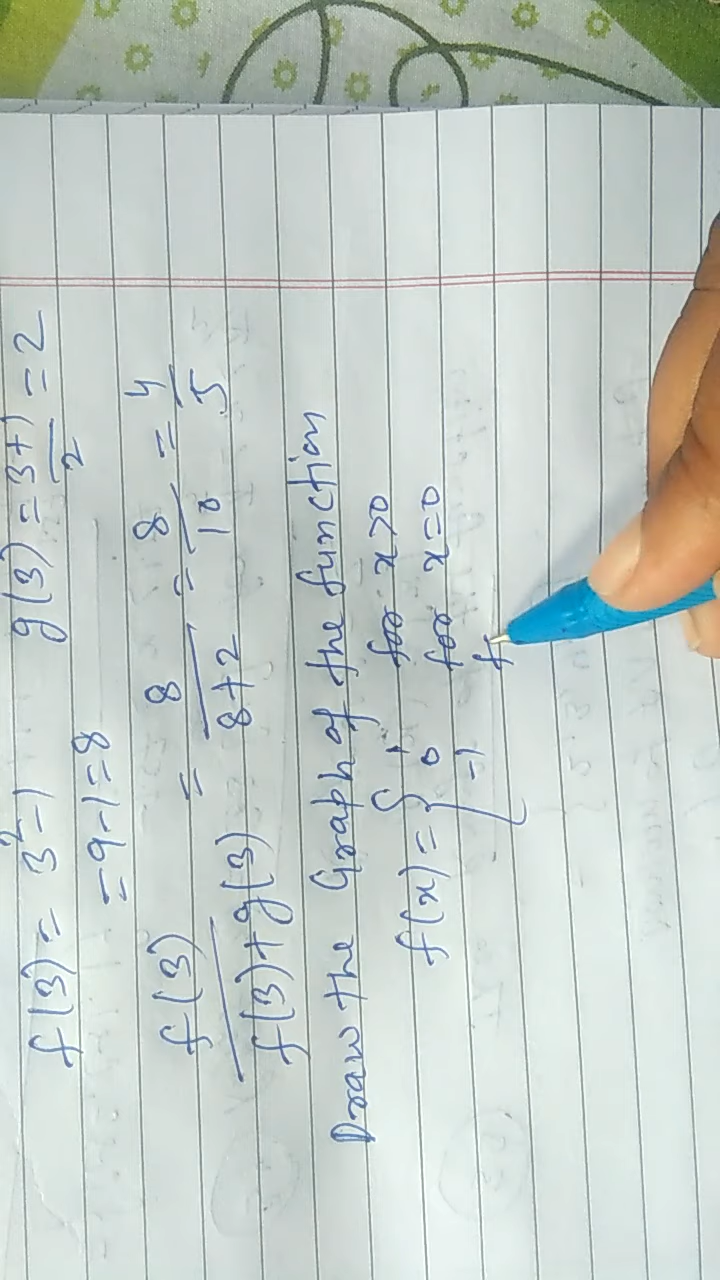 f(3) = 3²-1 g(3) = 3+1/2 = 2
= 9-1 = 8
f(3)/f(3)+g(3) = 8/8+2 = 8/10 = 4/5
Draw the Graph of the function
f(x) = { 1 for x>0
0 for x=0
-1 f